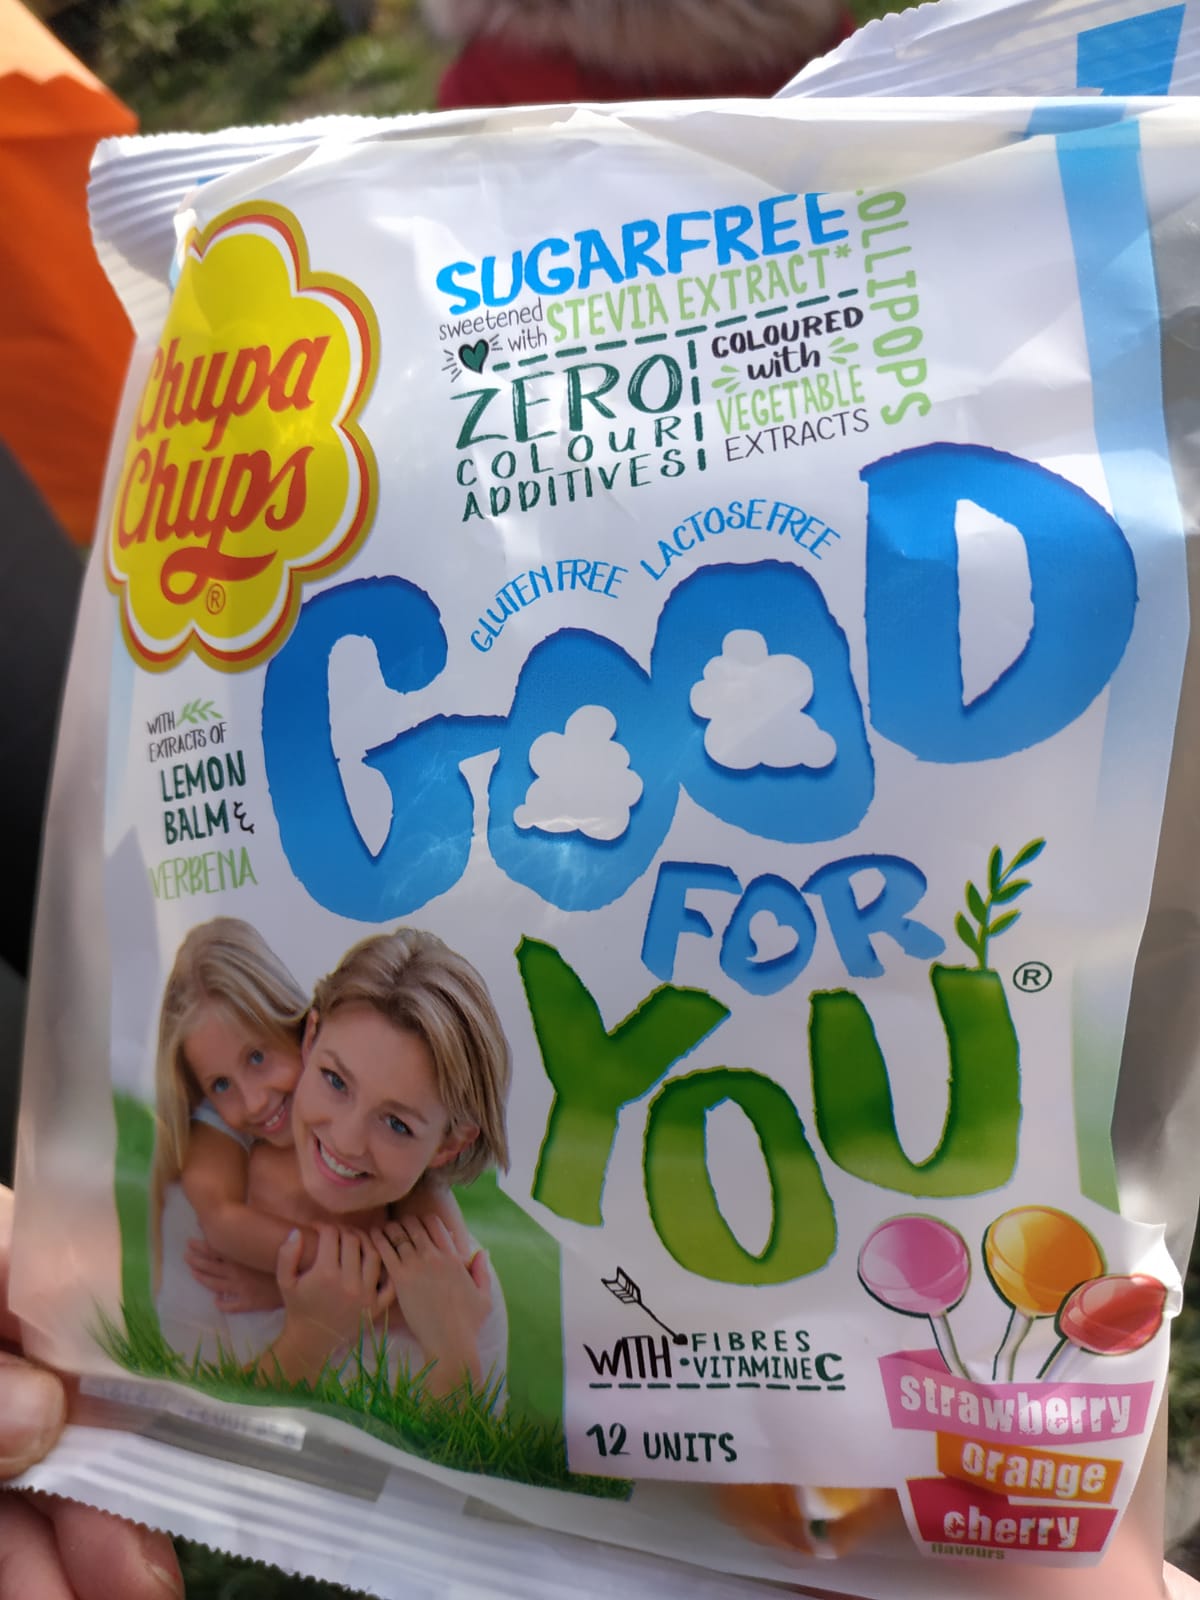 Chupa
Chups
®
SUGARFREE
sweetened
with
STEVIA EXTRACT*
ZERO
COLOUR
ADDITIVES
COLOURED
with
VEGETABLE
EXTRACTS
GLUTEN FREE
LACTOSE FREE
WITH
EXTRACTS OF
LEMON
BALM &
VERBENA
GOOD
FOR
YOU
®
WITH
•FIBRES
•VITAMINE C
12 UNITS
strawberry
orange
cherry
flavours